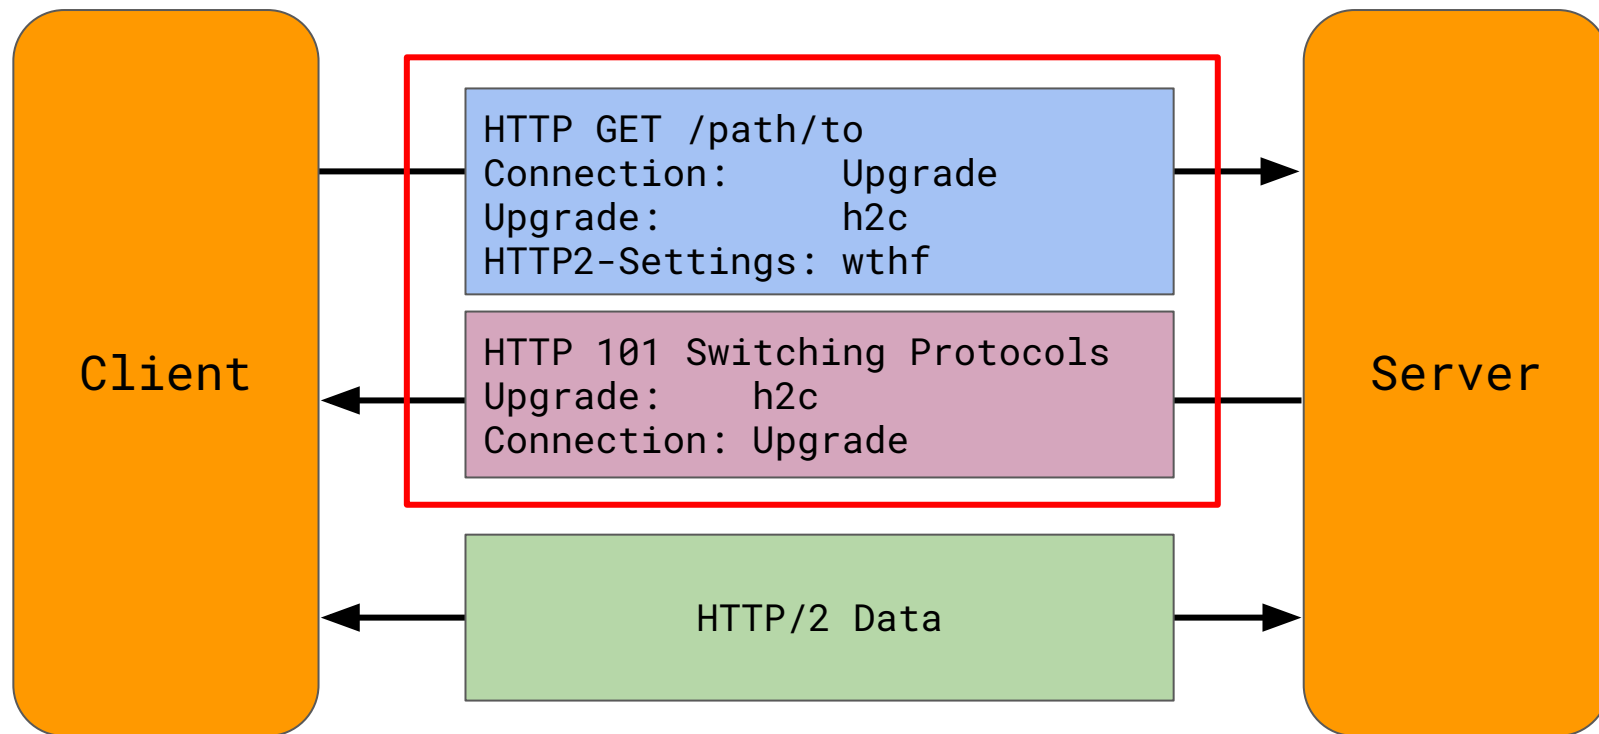 Client
HTTP GET /path/to
Connection:     Upgrade
Upgrade:        h2c
HTTP2-Settings: wthf
HTTP 101 Switching Protocols
Upgrade:    h2c
Connection: Upgrade
HTTP/2 Data
Server